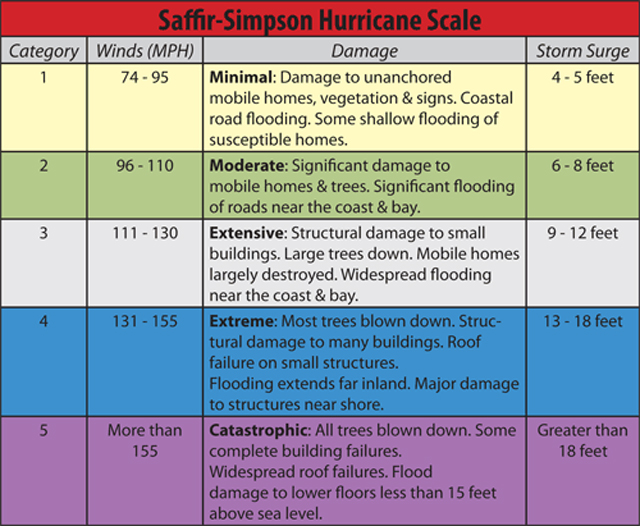 Saffir-Simpson Hurricane Scale
Category Winds (MPH) Damage Storm Surge
1 74 - 95 Minimal: Damage to unanchored 4 - 5 feet
mobile homes, vegetation & signs. Coastal
road flooding. Some shallow flooding of
susceptible homes.
2 96 - 110 Moderate: Significant damage to 6 - 8 feet
mobile homes & trees. Significant flooding
of roads near the coast & bay.
3 111 - 130 Extensive: Structural damage to small 9 - 12 feet
buildings. Large trees down. Mobile homes
largely destroyed. Widespread flooding
near the coast & bay.
4 131 - 155 Extreme: Most trees blown down. Struc-
tural damage to many buildings. Roof 13 - 18 feet
failure on small structures.
Flooding extends far inland. Major damage
to structures near shore.
5 More than Catastrophic: All trees blown down. Some Greater than
155 complete building failures. 18 feet
Widespread roof failures. Flood
damage to lower floors less than 15 feet
above sea level.